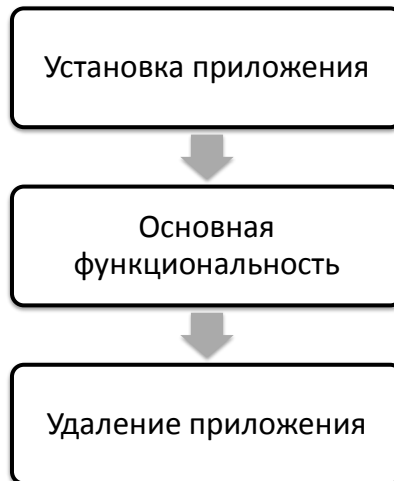 Установка приложения
Основная
функциональность
Удаление приложения